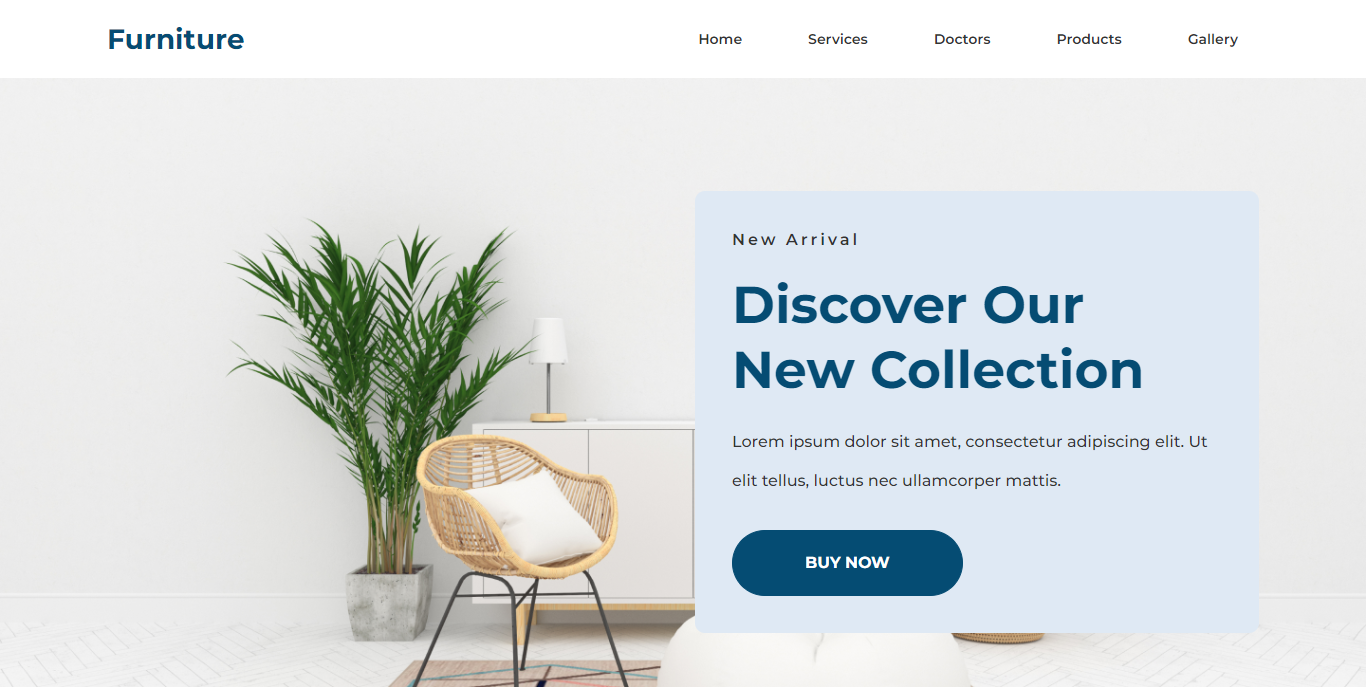 Furniture
Home Services Doctors Products Gallery
New Arrival
Discover Our
New Collection
Lorem ipsum dolor sit amet, consectetur adipiscing elit. Ut
elit tellus, luctus nec ullamcorper mattis.
BUY NOW